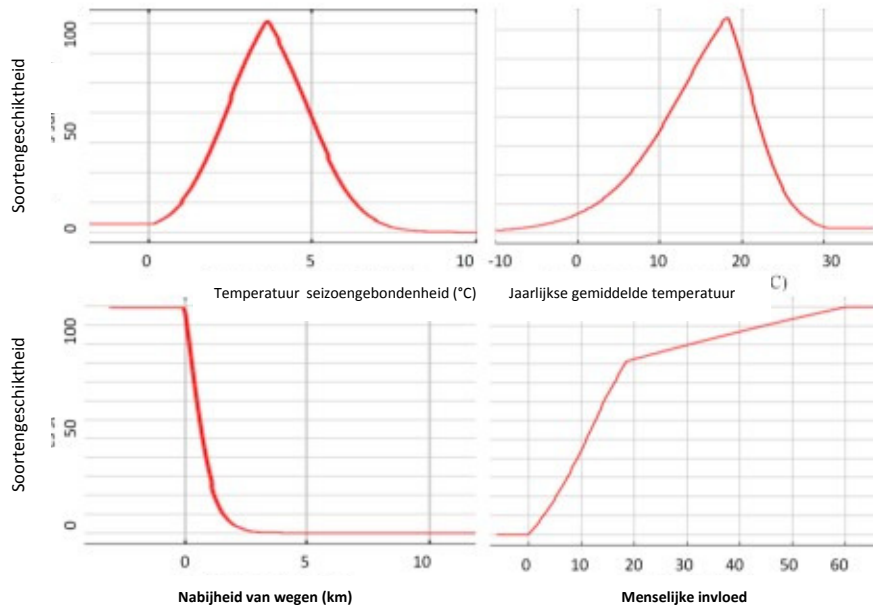 Soortengeschiktheid
100
50
0
0 5 10
-10 0 10 20 30
Temperatuur seizoengebondenheid (°C) Jaarlijkse gemiddelde temperatuur
C)
Soortengeschiktheid
100
50
0
0 5 10
0 10 20 30 40 50 60
Nabijheid van wegen (km) Menselijke invloed